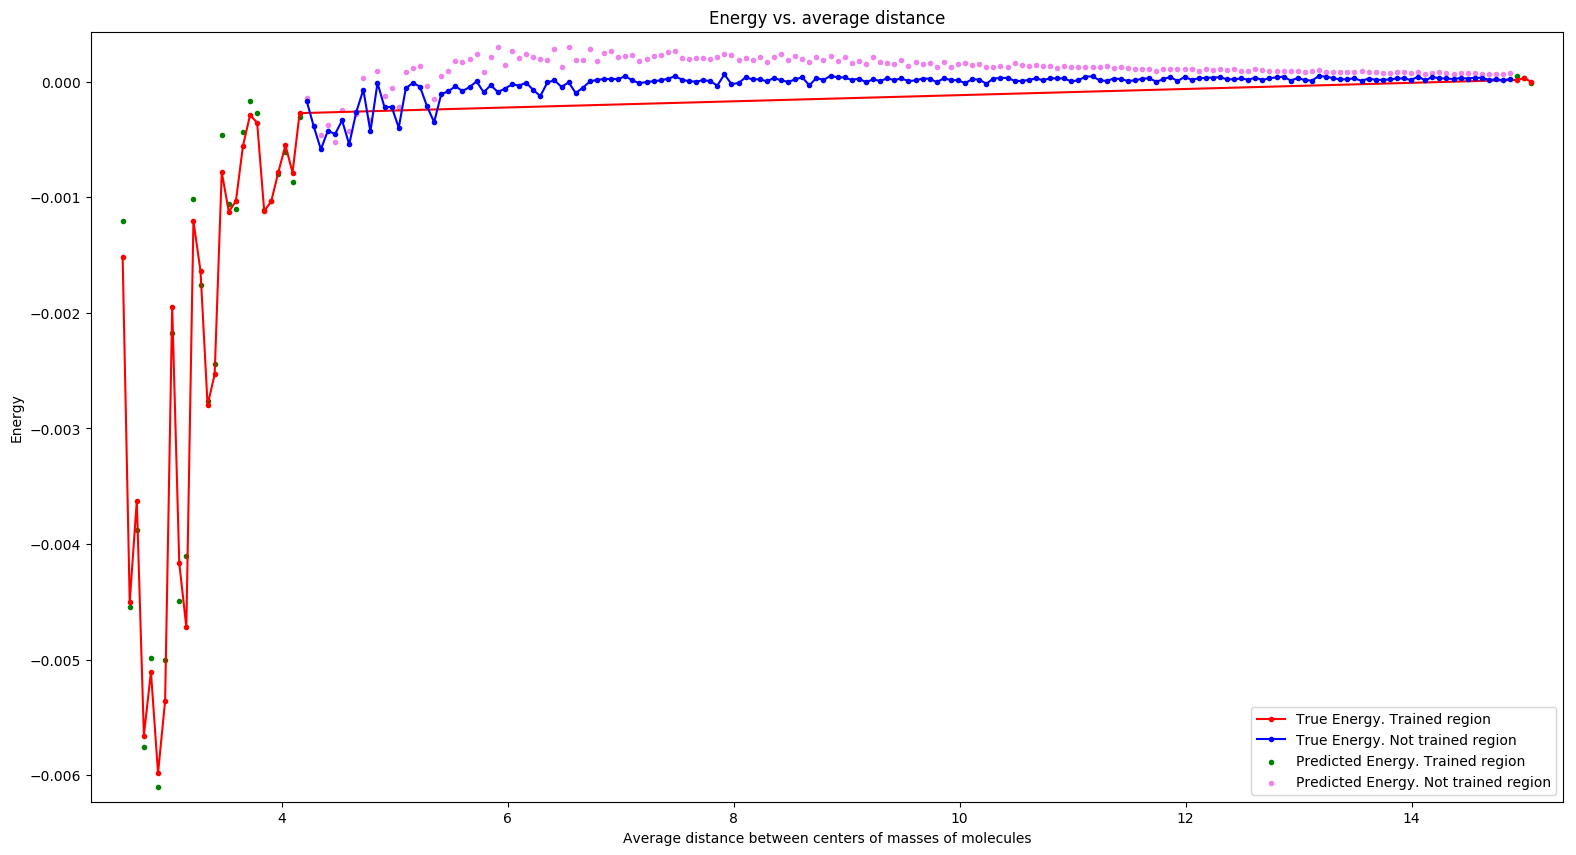 Energy vs. average distance
Energy
0.000
−0.001
−0.002
−0.003
−0.004
−0.005
−0.006
4
6
8
10
12
14
Average distance between centers of masses of molecules
True Energy. Trained region
True Energy. Not trained region
Predicted Energy. Trained region
Predicted Energy. Not trained region